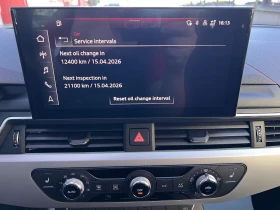 16:13
Car
Service intervals
Next oil change in
12400 km / 15.04.2026
Next inspection in
21100 km / 15.04.2026
Reset oil change interval